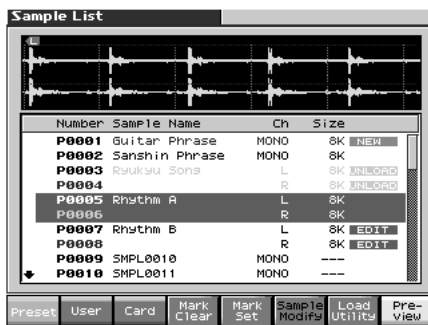 Sample List
L
Number Sample Name Ch Size
P0001 Guitar Phrase MONO 8K NEW
P0002 Sanshin Phrase MONO 8K
P0003 Ryukyu Song L 8K UNLOAD
P0004 R 8K UNLOAD
P0005 Rhythm A L 8K
P0006 R 8K
P0007 Rhythm B L 8K EDIT
P0008 R 8K EDIT
P0009 SMPL0010 MONO ---
P0010 SMPL0011 MONO ---
Preset User Card Mark Clear Mark Set Sample Modify Load Utility Pre-view